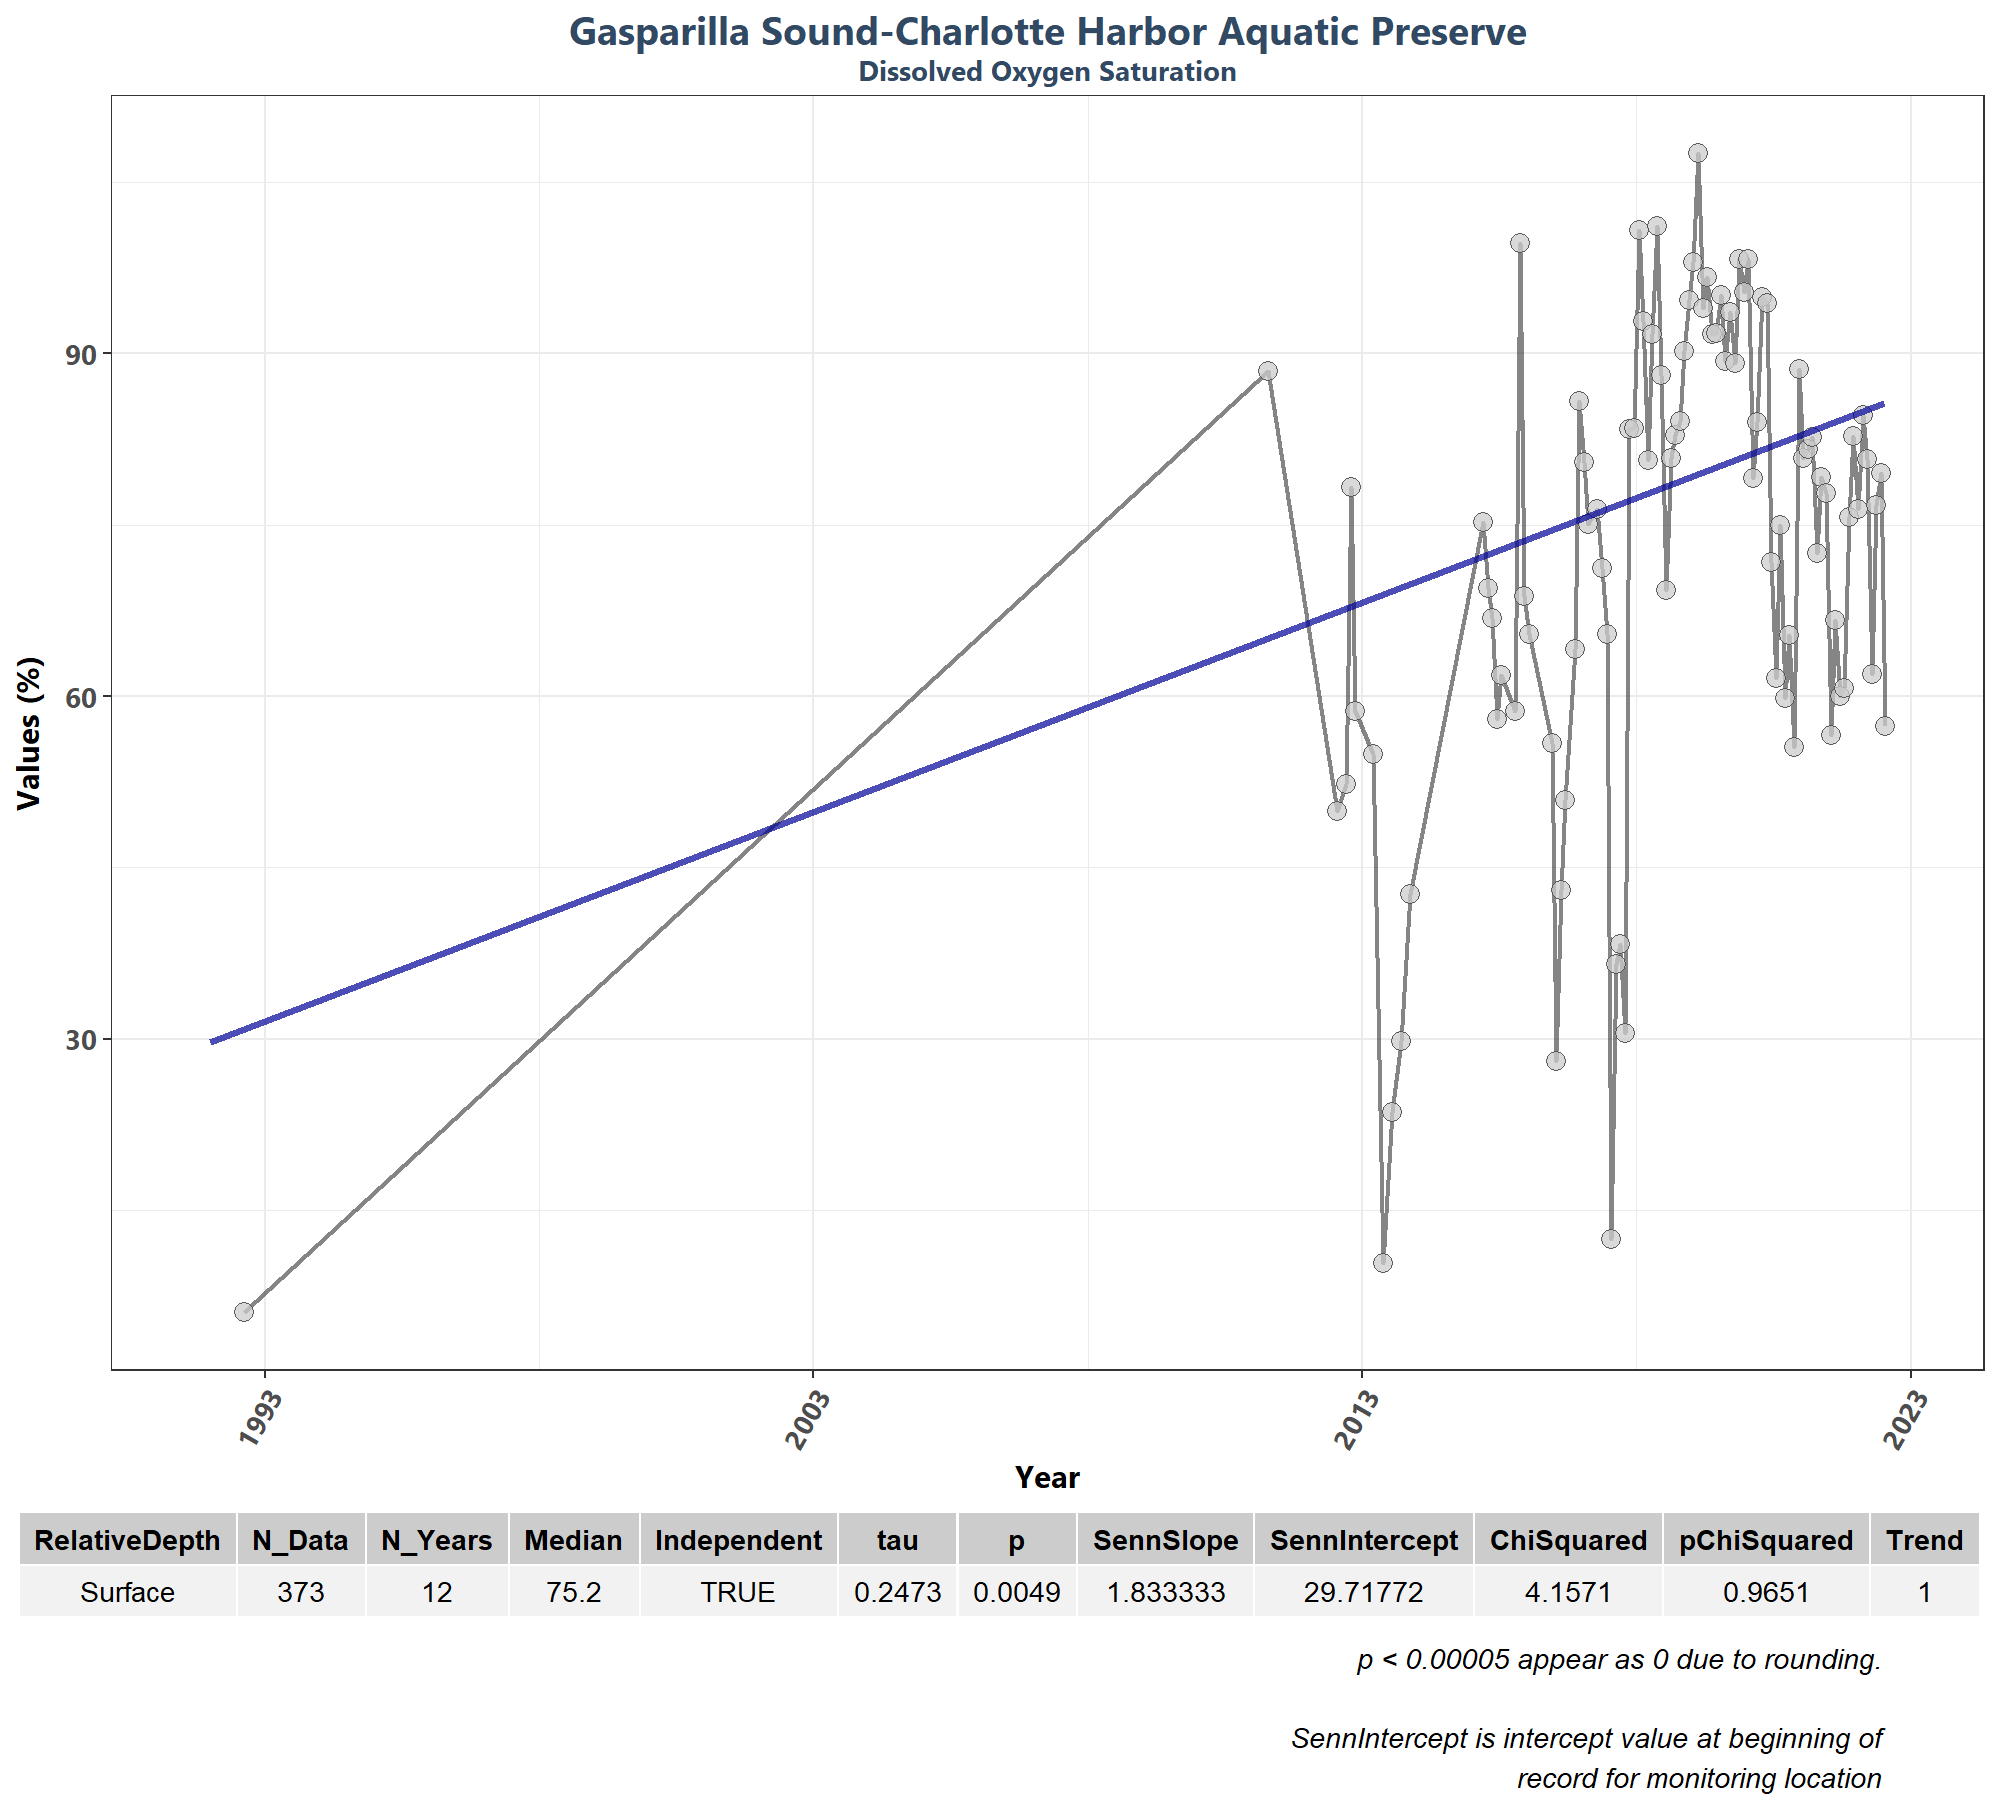 Gasparilla Sound-Charlotte Harbor Aquatic Preserve
Dissolved Oxygen Saturation
Values (%)
90
60
30
1993 2003 2013 2023
Year
RelativeDepth N_Data N_Years Median Independent tau p SennSlope SennIntercept ChiSquared pChiSquared Trend
Surface 373 12 75.2 TRUE 0.2473 0.0049 1.833333 29.71772 4.1571 0.9651 1
p < 0.00005 appear as 0 due to rounding.
SennIntercept is intercept value at beginning of
record for monitoring location